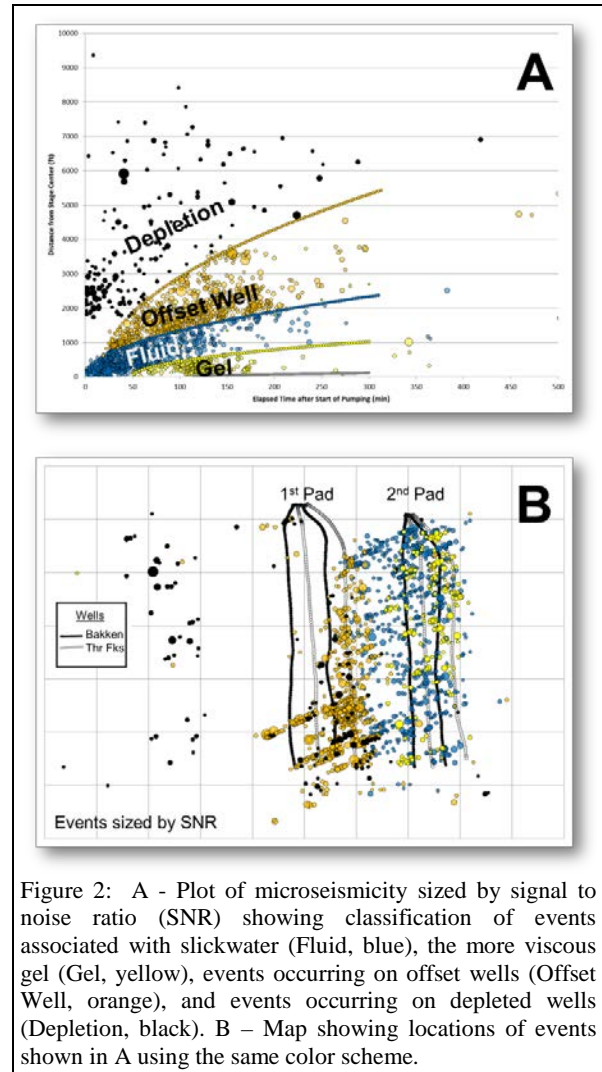 A
10000
9000
8000
7000
6000
5000
4000
3000
2000
1000
0
Distance from Stage Center (ft)
Depletion
Offset Well
Fluid
Gel
0 50 100 150 200 250 300 350 400 450 500
Elapsed Time after Start of Pumping (min)
B
1st Pad 2nd Pad
Wells
Bakken
Thr Fks
Events sized by SNR
Figure 2: A - Plot of microseismicity sized by signal to
noise ratio (SNR) showing classification of events
associated with slickwater (Fluid, blue), the more viscous
gel (Gel, yellow), events occurring on offset wells (Offset
Well, orange), and events occurring on depleted wells
(Depletion, black). B – Map showing locations of events
shown in A using the same color scheme.